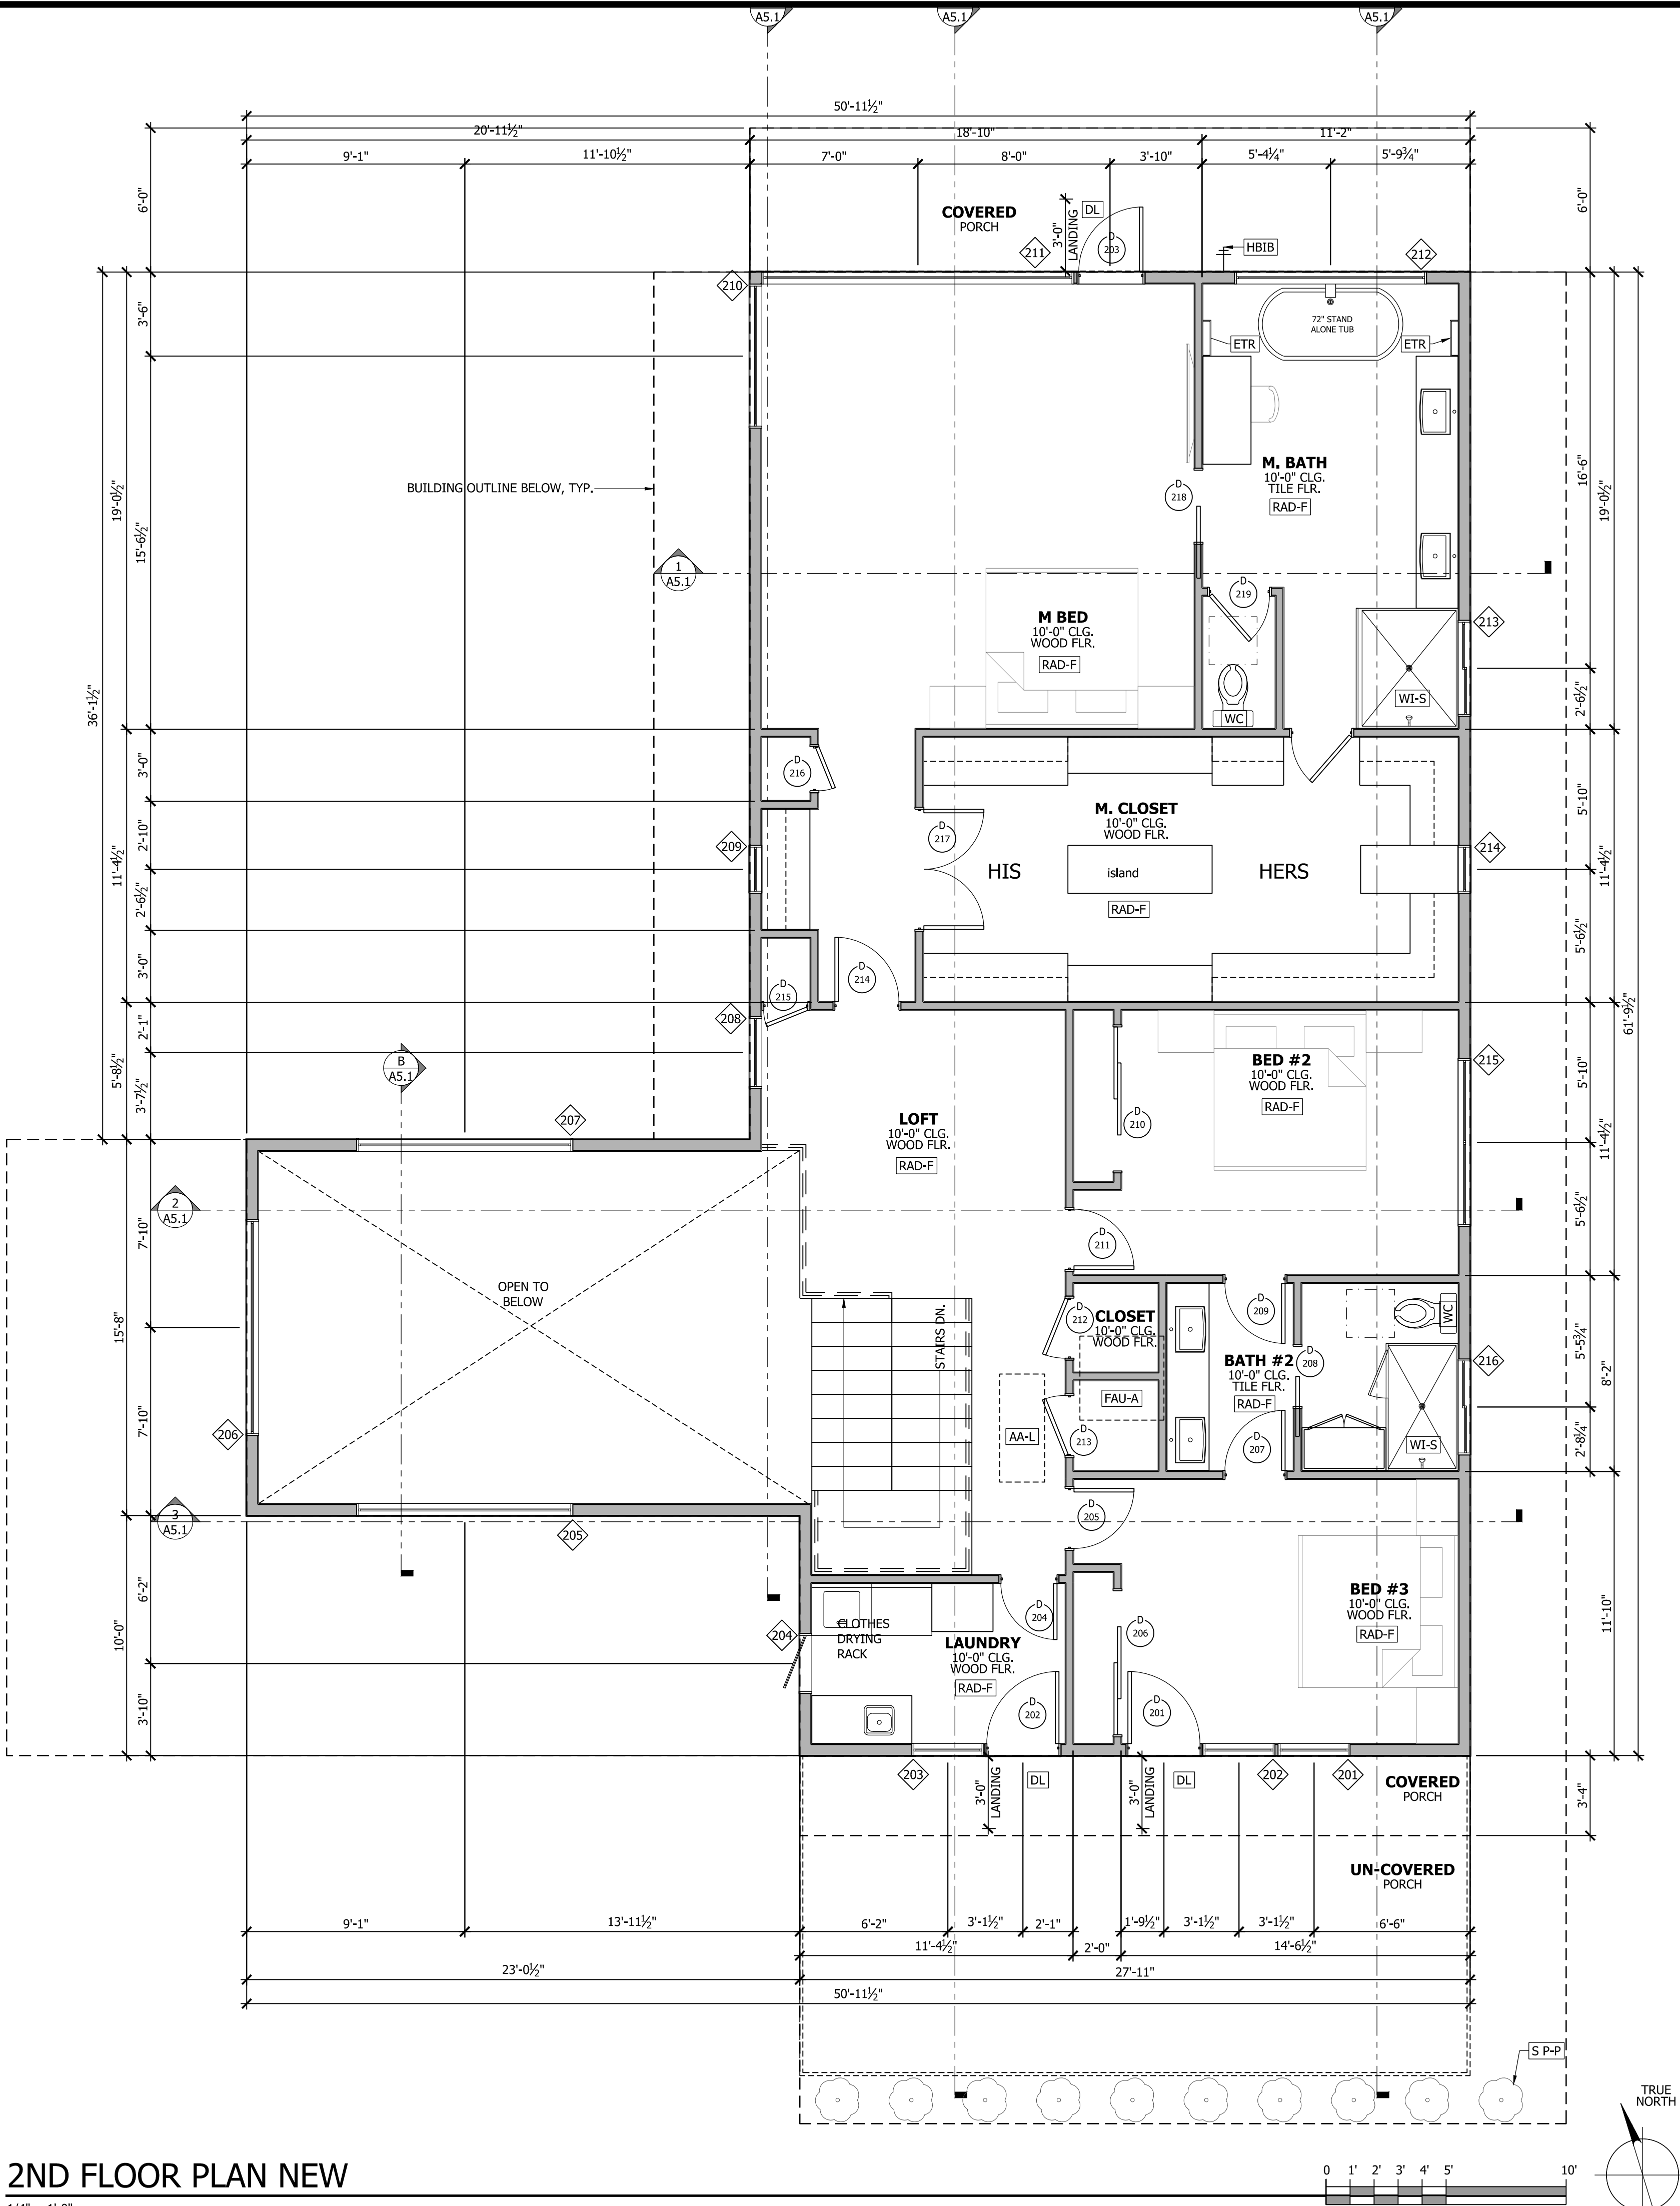 A5.1
A5.1
A5.1
50'-11½"
20'-11½"
18'-10"
11'-2"
9'-1"
11'-10½"
7'-0"
8'-0"
3'-10"
5'-4¼"
5'-9¾"
6'-0"
6'-0"
COVERED
PORCH
3'-0"
LANDING
DL
D
203
211
HBIB
212
210
3'-6"
72" STAND
ALONE TUB
ETR
ETR
M. BATH
10'-0" CLG.
TILE FLR.
RAD-F
BUILDING OUTLINE BELOW, TYP.
D
218
16'-6"
19'-0½"
19'-0½"
15'-6½"
1
A5.1
D
219
M BED
10'-0" CLG.
WOOD FLR.
RAD-F
213
36'-1½"
WI-S
WC
2'-6½"
3'-0"
D
216
M. CLOSET
10'-0" CLG.
WOOD FLR.
5'-10"
2'-10"
D
217
209
214
HIS
island
HERS
RAD-F
11'-4½"
11'-4½"
2'-6½"
5'-6½"
3'-0"
D
214
D
215
208
2'-1"
61'-9½"
5'-8½"
3'-7½"
B
A5.1
BED #2
10'-0" CLG.
WOOD FLR.
RAD-F
215
5'-10"
207
LOFT
10'-0" CLG.
WOOD FLR.
RAD-F
D
210
11'-4½"
2
A5.1
7'-10"
D
211
5'-6½"
OPEN TO
BELOW
STAIRS DN.
D
212
CLOSET
10'-0" CLG.
WOOD FLR.
D
209
WC
15'-8"
BATH #2
10'-0" CLG.
TILE FLR.
RAD-F
D
208
216
5'-5¾"
8'-2"
FAU-A
7'-10"
206
AA-L
D
213
D
207
WI-S
2'-8¼"
3
A5.1
205
D
205
6'-2"
BED #3
10'-0" CLG.
WOOD FLR.
RAD-F
11'-10"
10'-0"
204
CLOTHES
DRYING
RACK
D
204
LAUNDRY
10'-0" CLG.
WOOD FLR.
RAD-F
D
206
3'-10"
D
202
D
201
203
3'-0"
LANDING
DL
3'-0"
LANDING
DL
202
201
COVERED
PORCH
3'-4"
UN-COVERED
PORCH
9'-1"
13'-11½"
6'-2"
3'-1½"
2'-1"
1'-9½"
3'-1½"
3'-1½"
6'-6"
11'-4½"
2'-0"
14'-6½"
23'-0½"
27'-11"
50'-11½"
S P-P
TRUE
NORTH
2ND FLOOR PLAN NEW
0 1' 2' 3' 4' 5' 10'